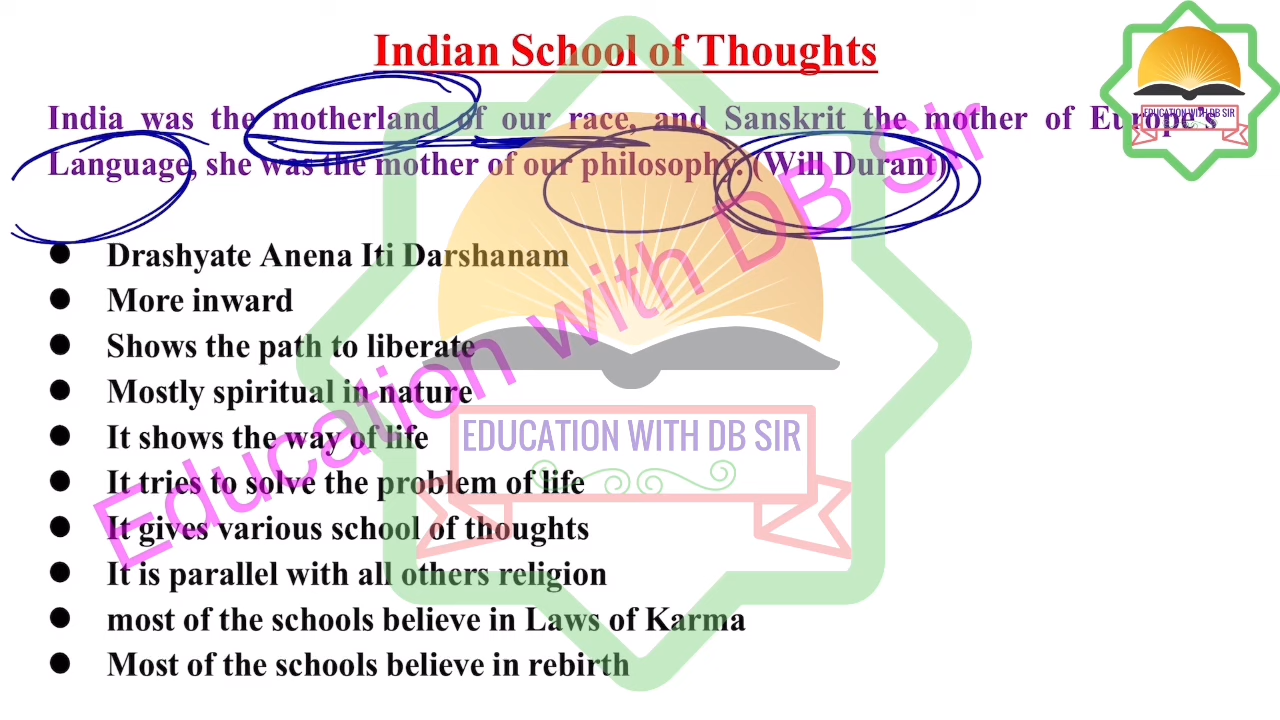 Indian School of Thoughts
India was the motherland of our race, and Sanskrit the mother of Europe's
Language, she was the mother of our philosophy. (Will Durant)
● Drashyate Anena Iti Darshanam
● More inward
● Shows the path to liberate
● Mostly spiritual in nature
● It shows the way of life
● It tries to solve the problem of life
● It gives various school of thoughts
● It is parallel with all others religion
● most of the schools believe in Laws of Karma
● Most of the schools believe in rebirth
Education with DB Sir
EDUCATION WITH DB SIR
EDUCATION WITH DB SIR